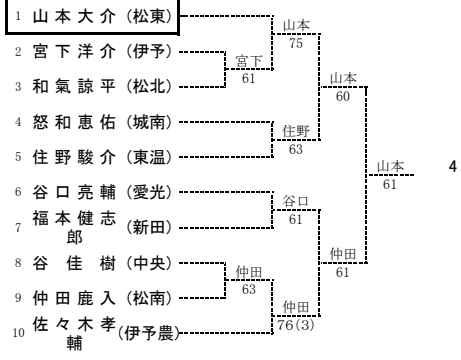 1 山本大介(松東)
2 宮下洋介(伊予)
3 和氣諒平(松北)
4 怒和恵佑(城南)
5 住野駿介(東温)
6 谷口亮輔(愛光)
7 福本健志郎(新田)
8 谷佳樹(中央)
9 仲田鹿入(松南)
10 佐々木孝輔(伊予農)
宮下
61
仲田
63
山本
75
住野
63
谷口
61
仲田
76(3)
山本
60
仲田
61
山本
61
4